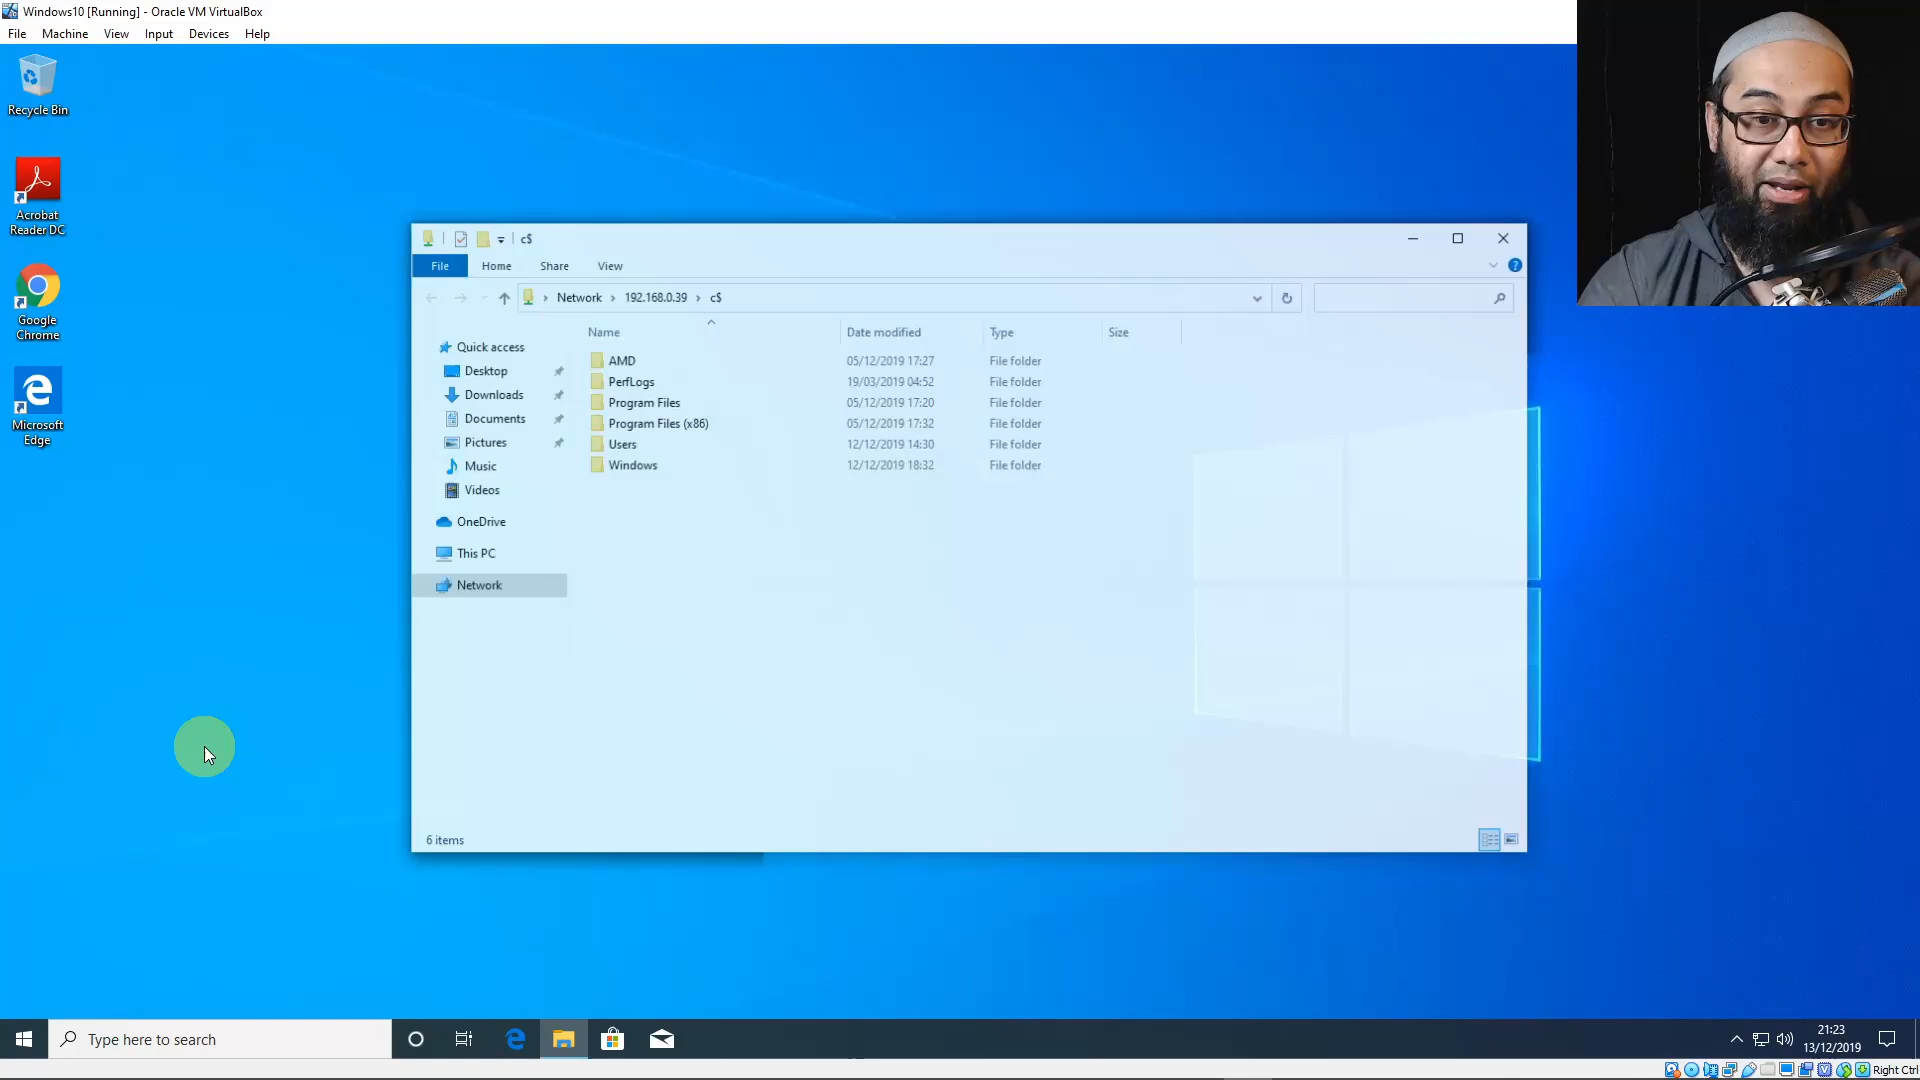 Windows10 [Running] - Oracle VM VirtualBox
File Machine View Input Devices Help
Recycle Bin
Acrobat
Reader DC
Google
Chrome
Microsoft
Edge
c$
File Home Share View
Network 192.168.0.39 c$
Name Date modified Type Size
Quick access
Desktop
Downloads
Documents
Pictures
Music
Videos
OneDrive
This PC
Network
AMD 05/12/2019 17:27 File folder
PerfLogs 19/03/2019 04:52 File folder
Program Files 05/12/2019 17:20 File folder
Program Files (x86) 05/12/2019 17:32 File folder
Users 12/12/2019 14:30 File folder
Windows 12/12/2019 18:32 File folder
6 items
Type here to search
21:23
13/12/2019
Right Ctrl